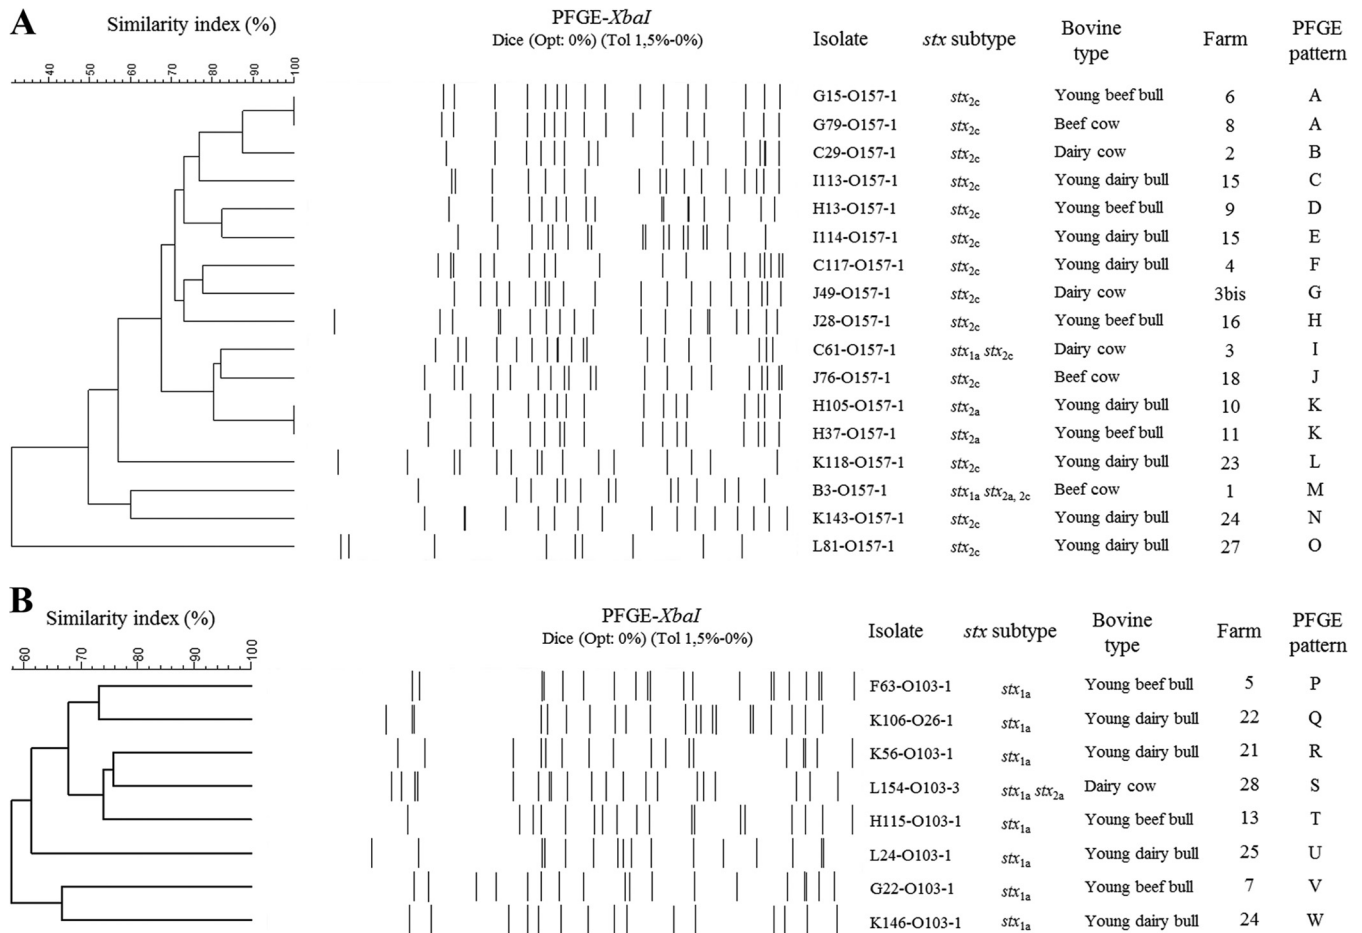 A
Similarity index (%)
PFGE-XbaI
Dice (Opt: 0%) (Tol 1,5%-0%)
Isolate stx subtype Bovine type Farm PFGE pattern
40 50 60 70 80 90 100
G15-O157-1 stx2c Young beef bull 6 A
G79-O157-1 stx2c Beef cow 8 A
C29-O157-1 stx2c Dairy cow 2 B
I113-O157-1 stx2c Young dairy bull 15 C
H13-O157-1 stx2c Young beef bull 9 D
I114-O157-1 stx2c Young dairy bull 15 E
C117-O157-1 stx2c Young dairy bull 4 F
J49-O157-1 stx2c Dairy cow 3bis G
J28-O157-1 stx2c Young beef bull 16 H
C61-O157-1 stx1a stx2c Dairy cow 3 I
J76-O157-1 stx2c Beef cow 18 J
H105-O157-1 stx2a Young dairy bull 10 K
H37-O157-1 stx2a Young beef bull 11 K
K118-O157-1 stx2c Young dairy bull 23 L
B3-O157-1 stx1a stx2a, 2c Beef cow 1 M
K143-O157-1 stx2c Young dairy bull 24 N
L81-O157-1 stx2c Young dairy bull 27 O
B
Similarity index (%)
PFGE-XbaI
Dice (Opt: 0%) (Tol 1,5%-0%)
Isolate stx subtype Bovine type Farm PFGE pattern
60 70 80 90 100
F63-O103-1 stx1a Young beef bull 5 P
K106-O26-1 stx1a Young dairy bull 22 Q
K56-O103-1 stx1a Young dairy bull 21 R
L154-O103-3 stx1a stx2a Dairy cow 28 S
H115-O103-1 stx1a Young beef bull 13 T
L24-O103-1 stx1a Young dairy bull 25 U
G22-O103-1 stx1a Young beef bull 7 V
K146-O103-1 stx1a Young dairy bull 24 W